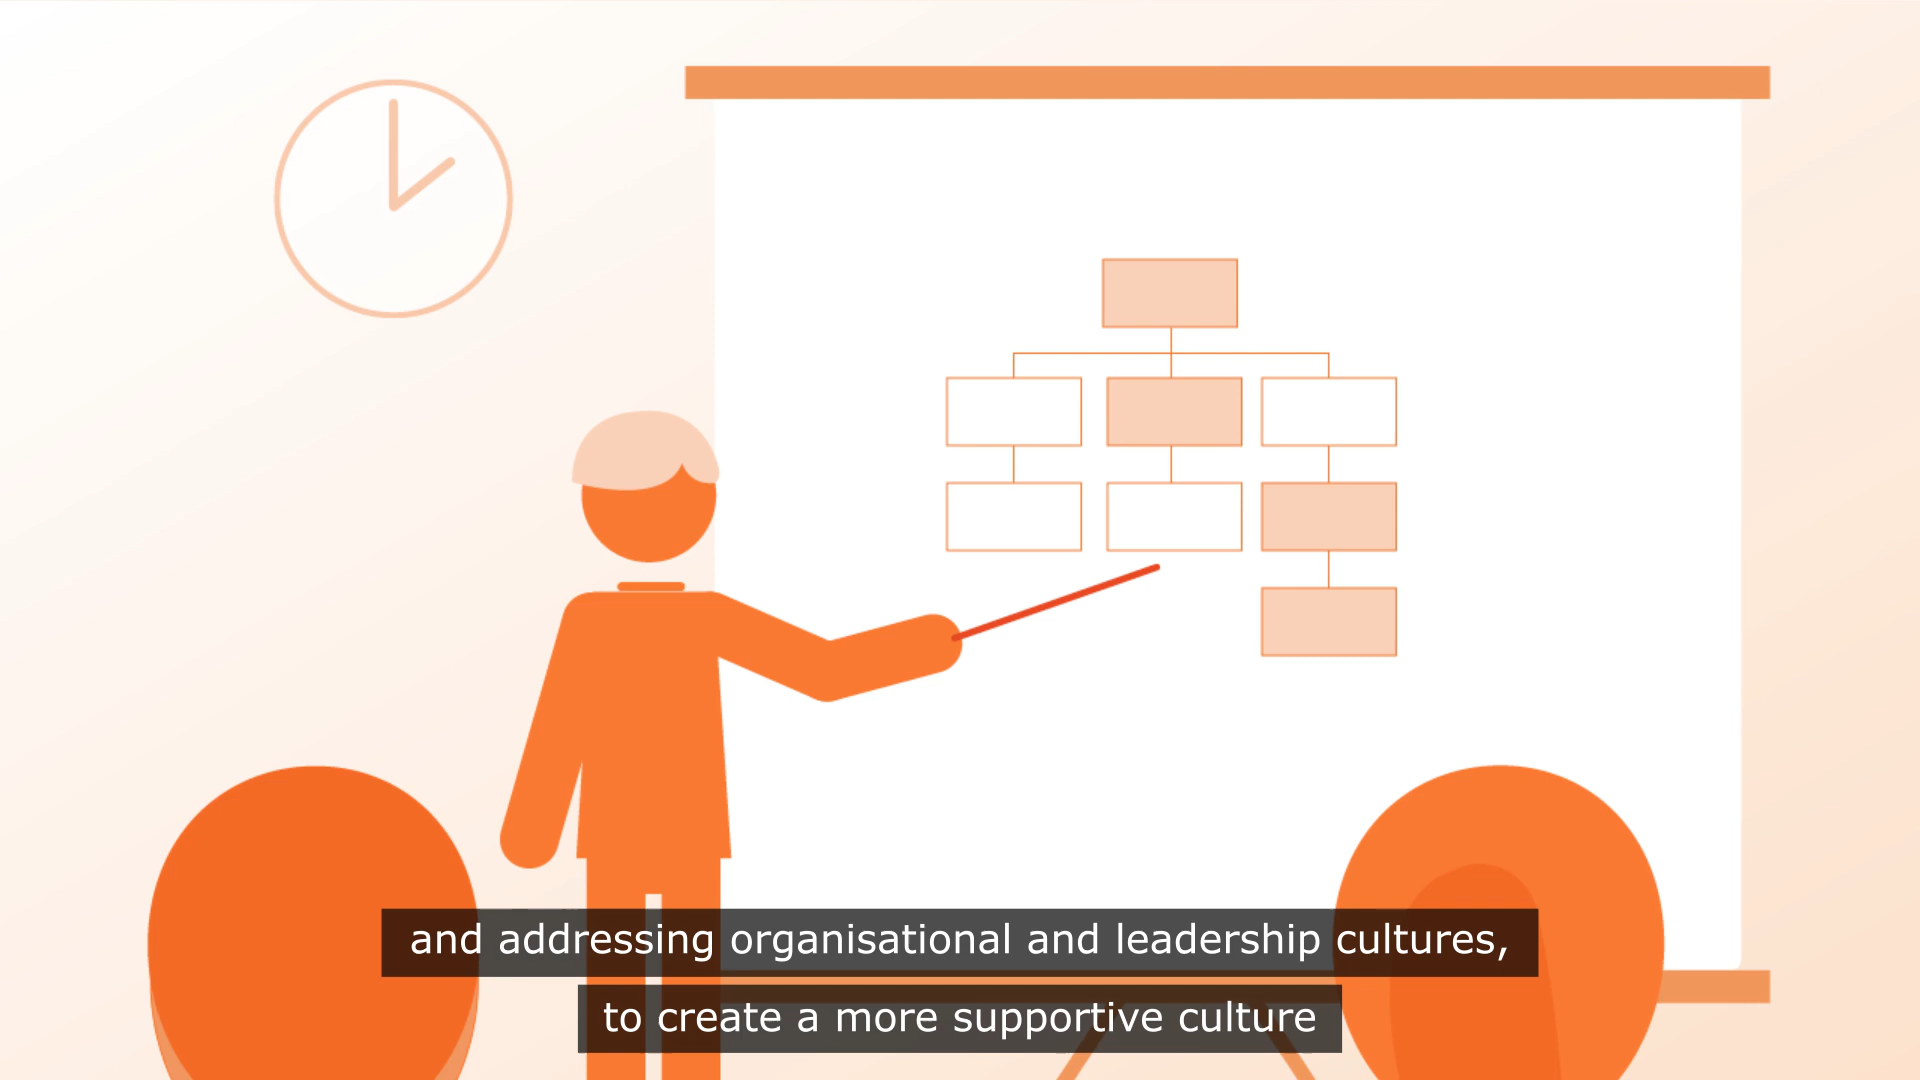 and addressing organisational and leadership cultures,
to create a more supportive culture